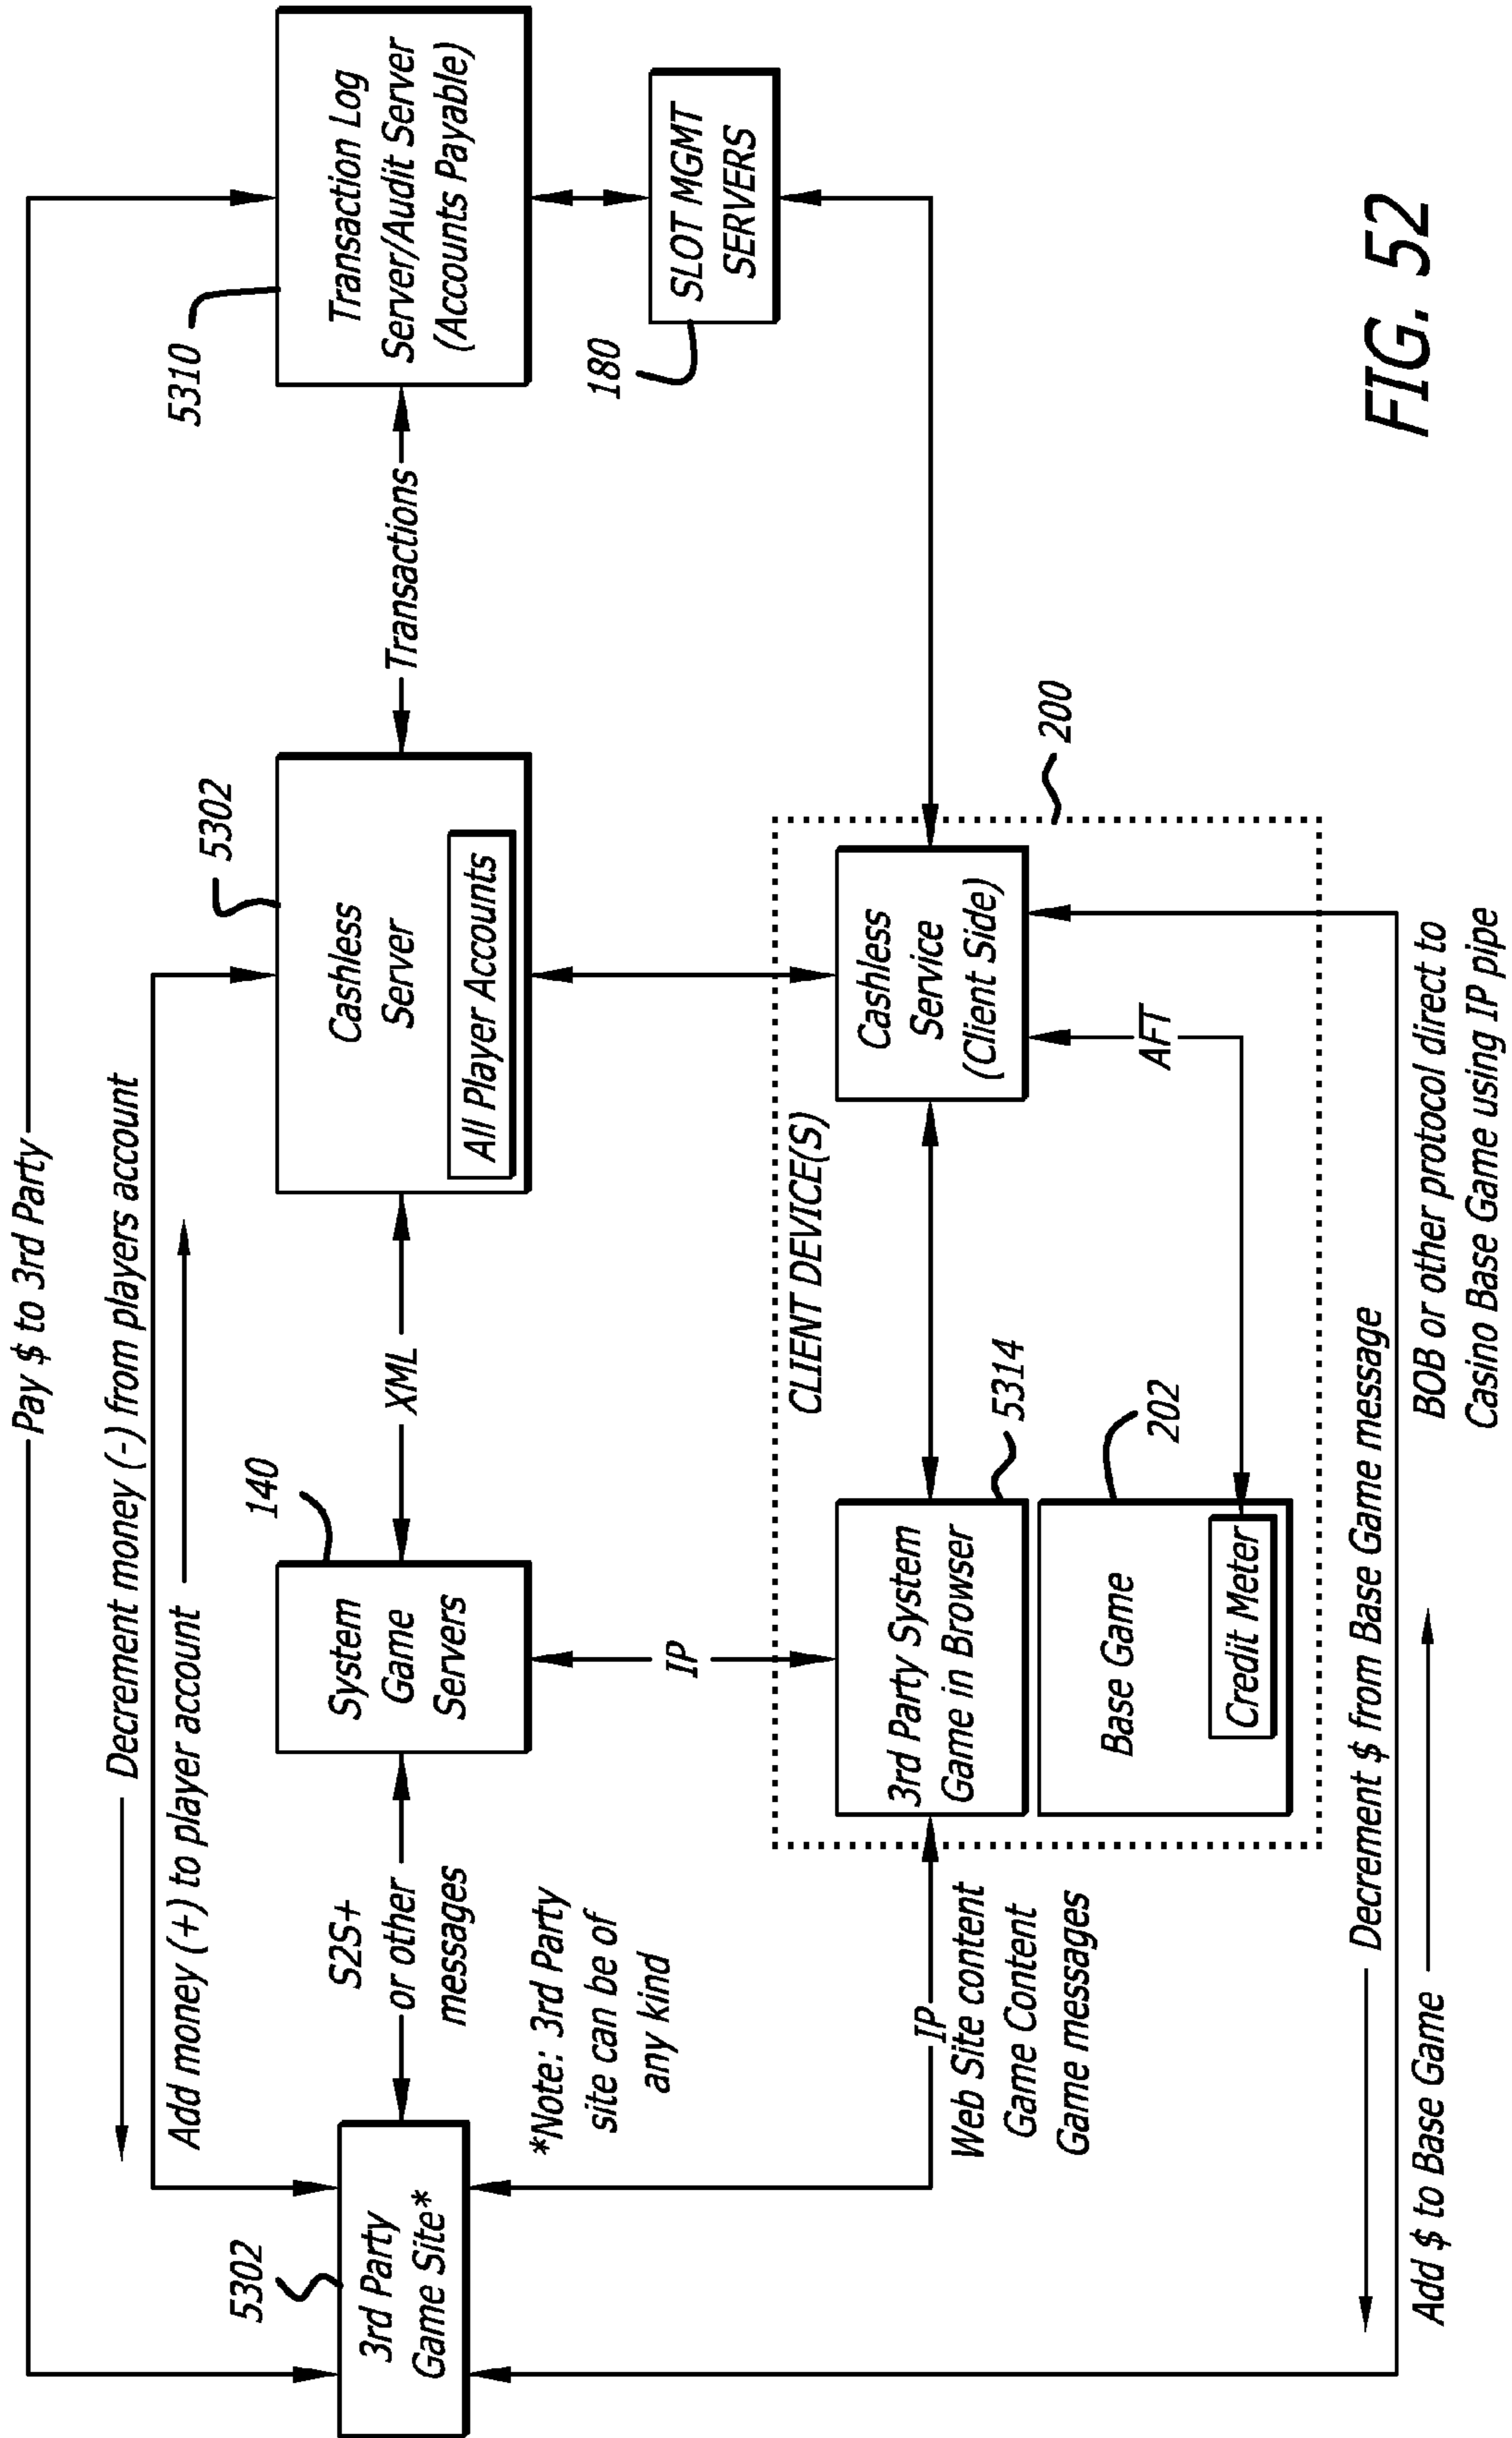 Pay $ to 3rd Party
Decrement money (-) from players account
Add money (+) to player account
5302
3rd Party
Game Site*
S2S+
or other
messages
*Note: 3rd Party
site can be of
any kind
140
System
Game
Servers
XML
5302
Cashless
Server
All Player Accounts
Transactions
5310
Transaction Log
Server/Audit Server
(Accounts Payable)
180
SLOT MGMT
SERVERS
IP
IP
Web Site content
Game Content
Game messages
CLIENT DEVICE(S)
200
3rd Party System
Game in Browser
5314
Base Game
Credit Meter
202
Cashless
Service
(Client Side)
AFT
Decrement $ from Base Game message
Add $ to Base Game
BOB or other protocol direct to
Casino Base Game using IP pipe
FIG. 52